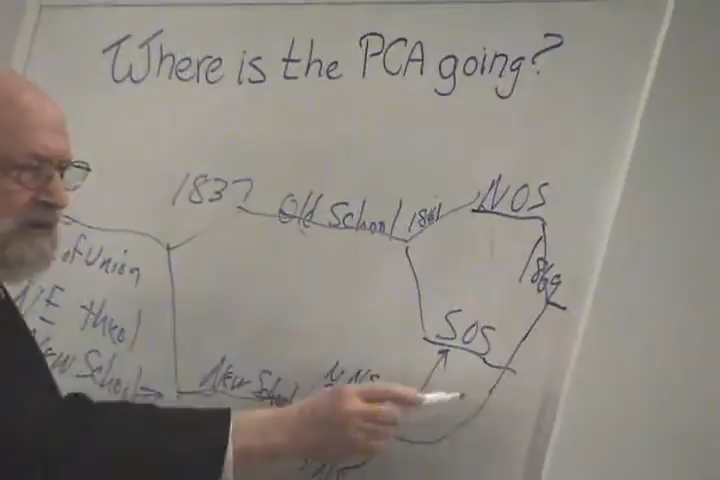 Where is the PCA going?
1837 Old School 1861 NOS
1869
of Union
N/E theol
New School
SOS
New School NNS